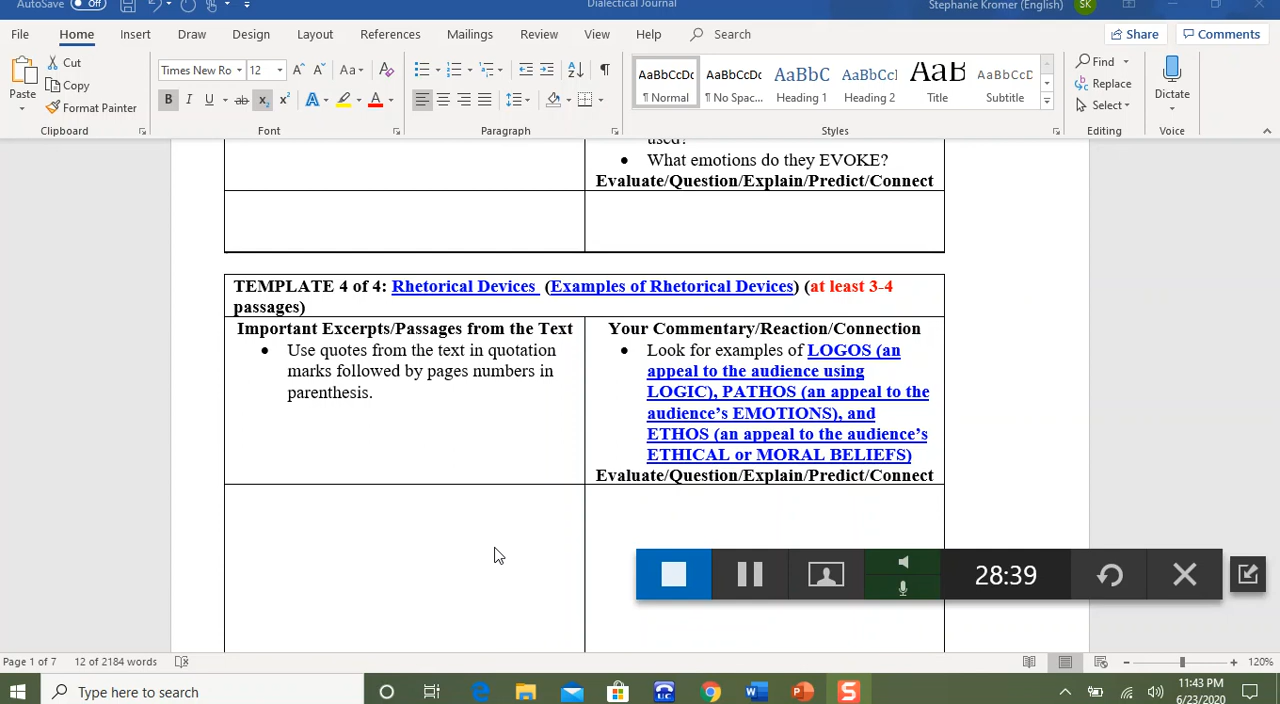 AutoSave Off Dialectical Journal Stephanie Kromer (English) SK
File Home Insert Draw Design Layout References Mailings Review View Help Search Share Comments
Paste Cut Copy Format Painter
Times New Ro 12 Aa
B I U ab x₂ x² A A
AaBbCcDc AaBbCcDc AaBbC AaBbCcI AaB AaBbCcD
¶ Normal ¶ No Spac... Heading 1 Heading 2 Title Subtitle
Find Replace Select Dictate
Clipboard Font Paragraph Styles Editing Voice
used?
• What emotions do they EVOKE?
Evaluate/Question/Explain/Predict/Connect
TEMPLATE 4 of 4: Rhetorical Devices (Examples of Rhetorical Devices) (at least 3-4
passages)
Important Excerpts/Passages from the Text
• Use quotes from the text in quotation
marks followed by pages numbers in
parenthesis.
Your Commentary/Reaction/Connection
• Look for examples of LOGOS (an
appeal to the audience using
LOGIC), PATHOS (an appeal to the
audience’s EMOTIONS), and
ETHOS (an appeal to the audience’s
ETHICAL or MORAL BELIEFS)
Evaluate/Question/Explain/Predict/Connect
28:39
Page 1 of 7 12 of 2184 words 120%
Type here to search
11:43 PM
6/23/2020